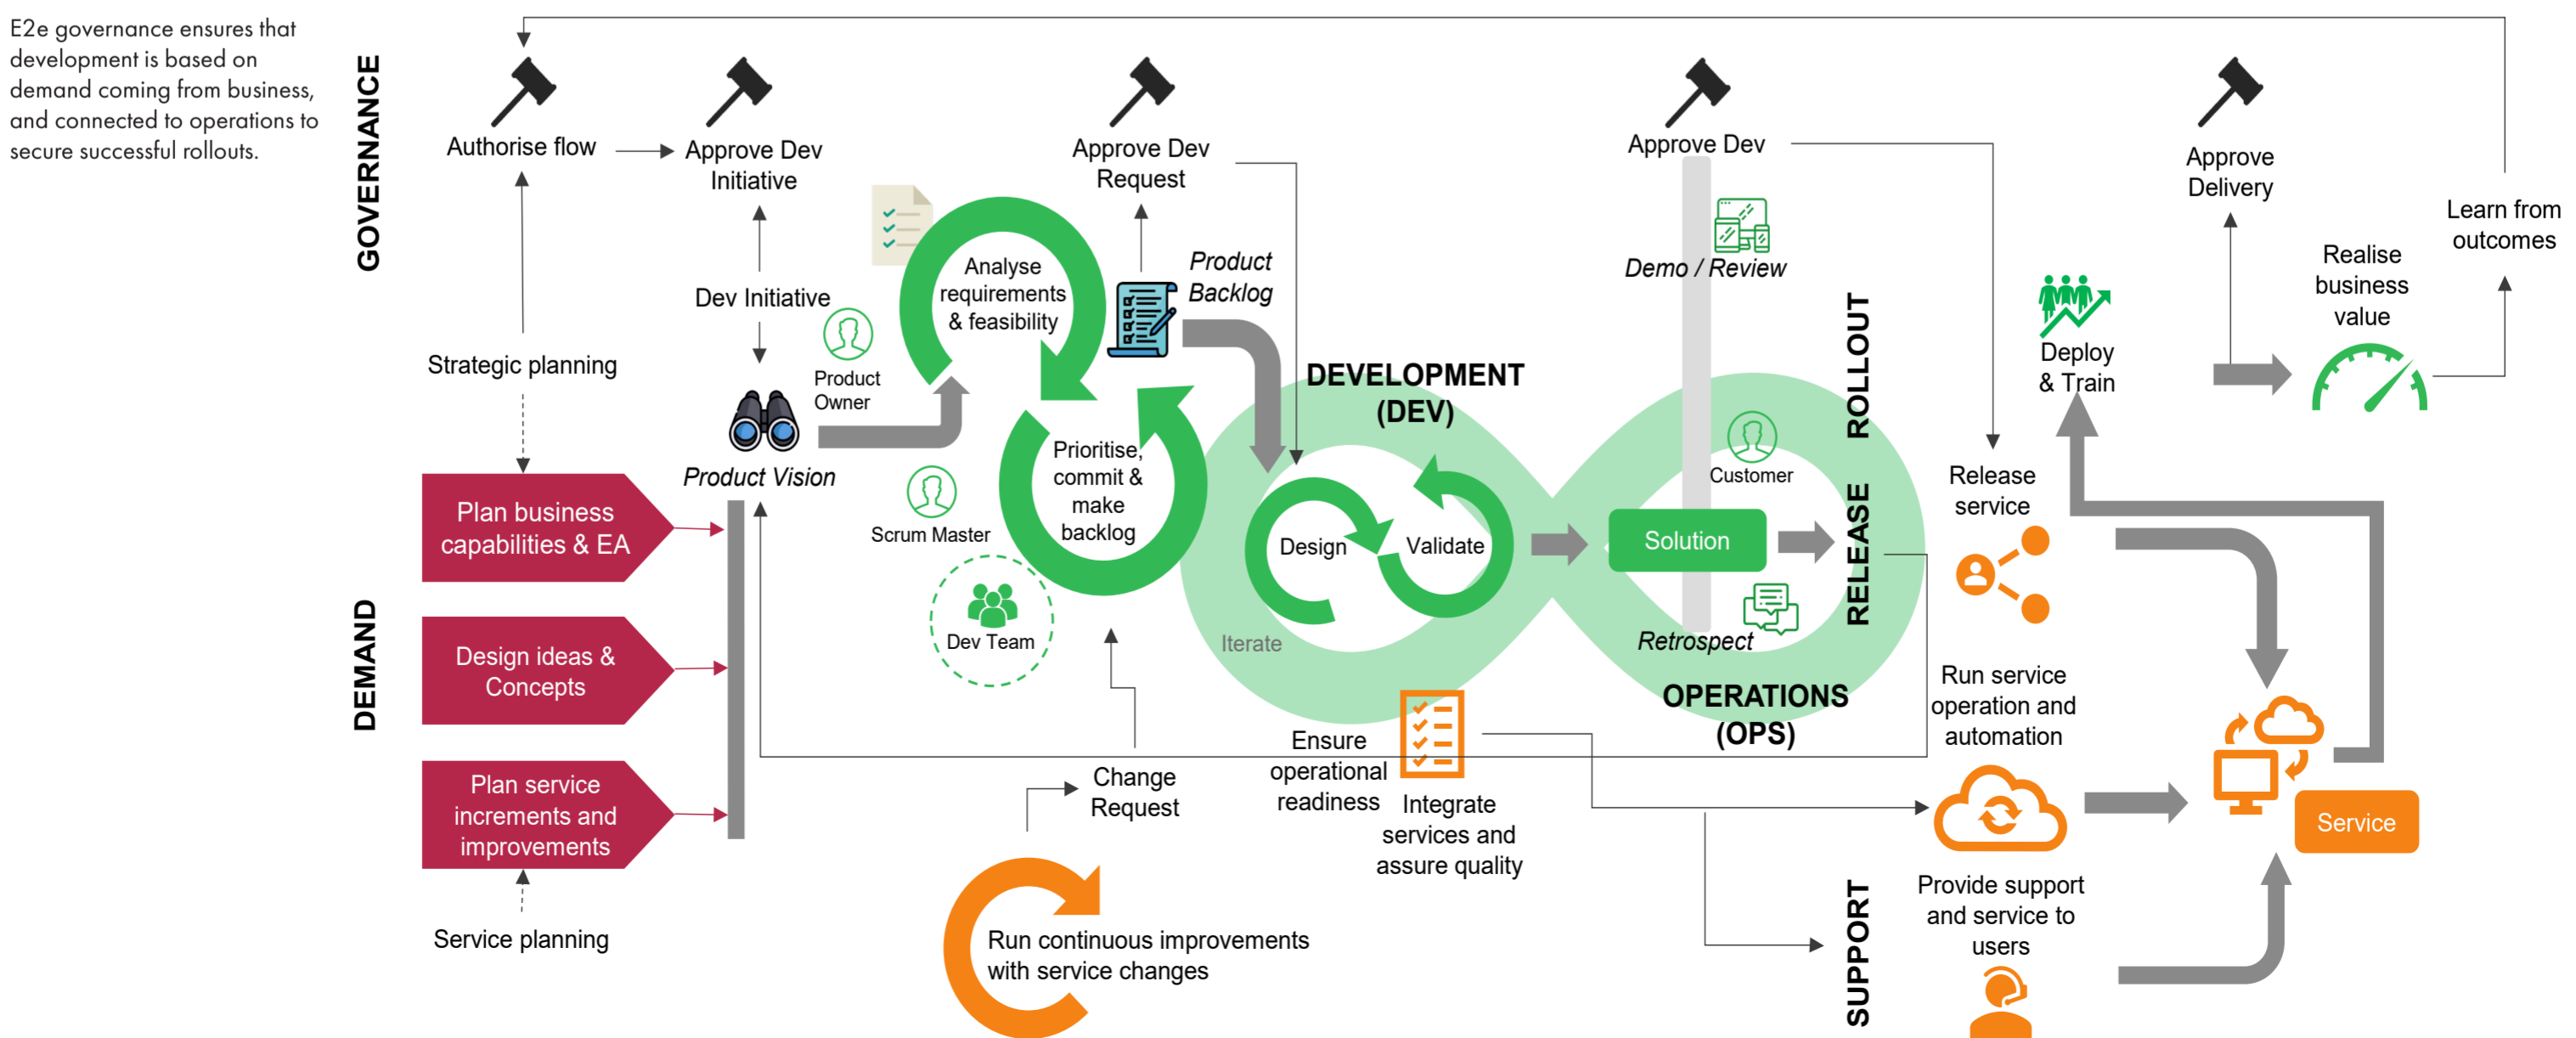 E2e governance ensures that
development is based on
demand coming from business,
and connected to operations to
secure successful rollouts.
GOVERNANCE
Authorise flow
Approve Dev
Initiative
Approve Dev
Request
Approve Dev
Approve
Delivery
Learn from
outcomes
Dev Initiative
Strategic planning
Product
Owner
Analyse
requirements
& feasibility
Product
Backlog
Demo / Review
ROLLOUT
Deploy
& Train
Realise
business
value
DEVELOPMENT
(DEV)
Product Vision
Scrum Master
Prioritise,
commit &
make
backlog
Dev Team
Design
Validate
Iterate
Customer
Solution
RELEASE
Retrospect
OPERATIONS
(OPS)
Release
service
DEMAND
Plan business
capabilities & EA
Design ideas &
Concepts
Plan service
increments and
improvements
Service planning
Change
Request
Ensure
operational
readiness
Integrate
services and
assure quality
Run continuous improvements
with service changes
Run service
operation and
automation
Service
SUPPORT
Provide support
and service to
users